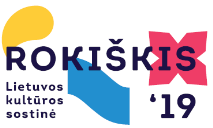 ROKIŠKIS
Lietuvos
kultūros
sostinė
‘19